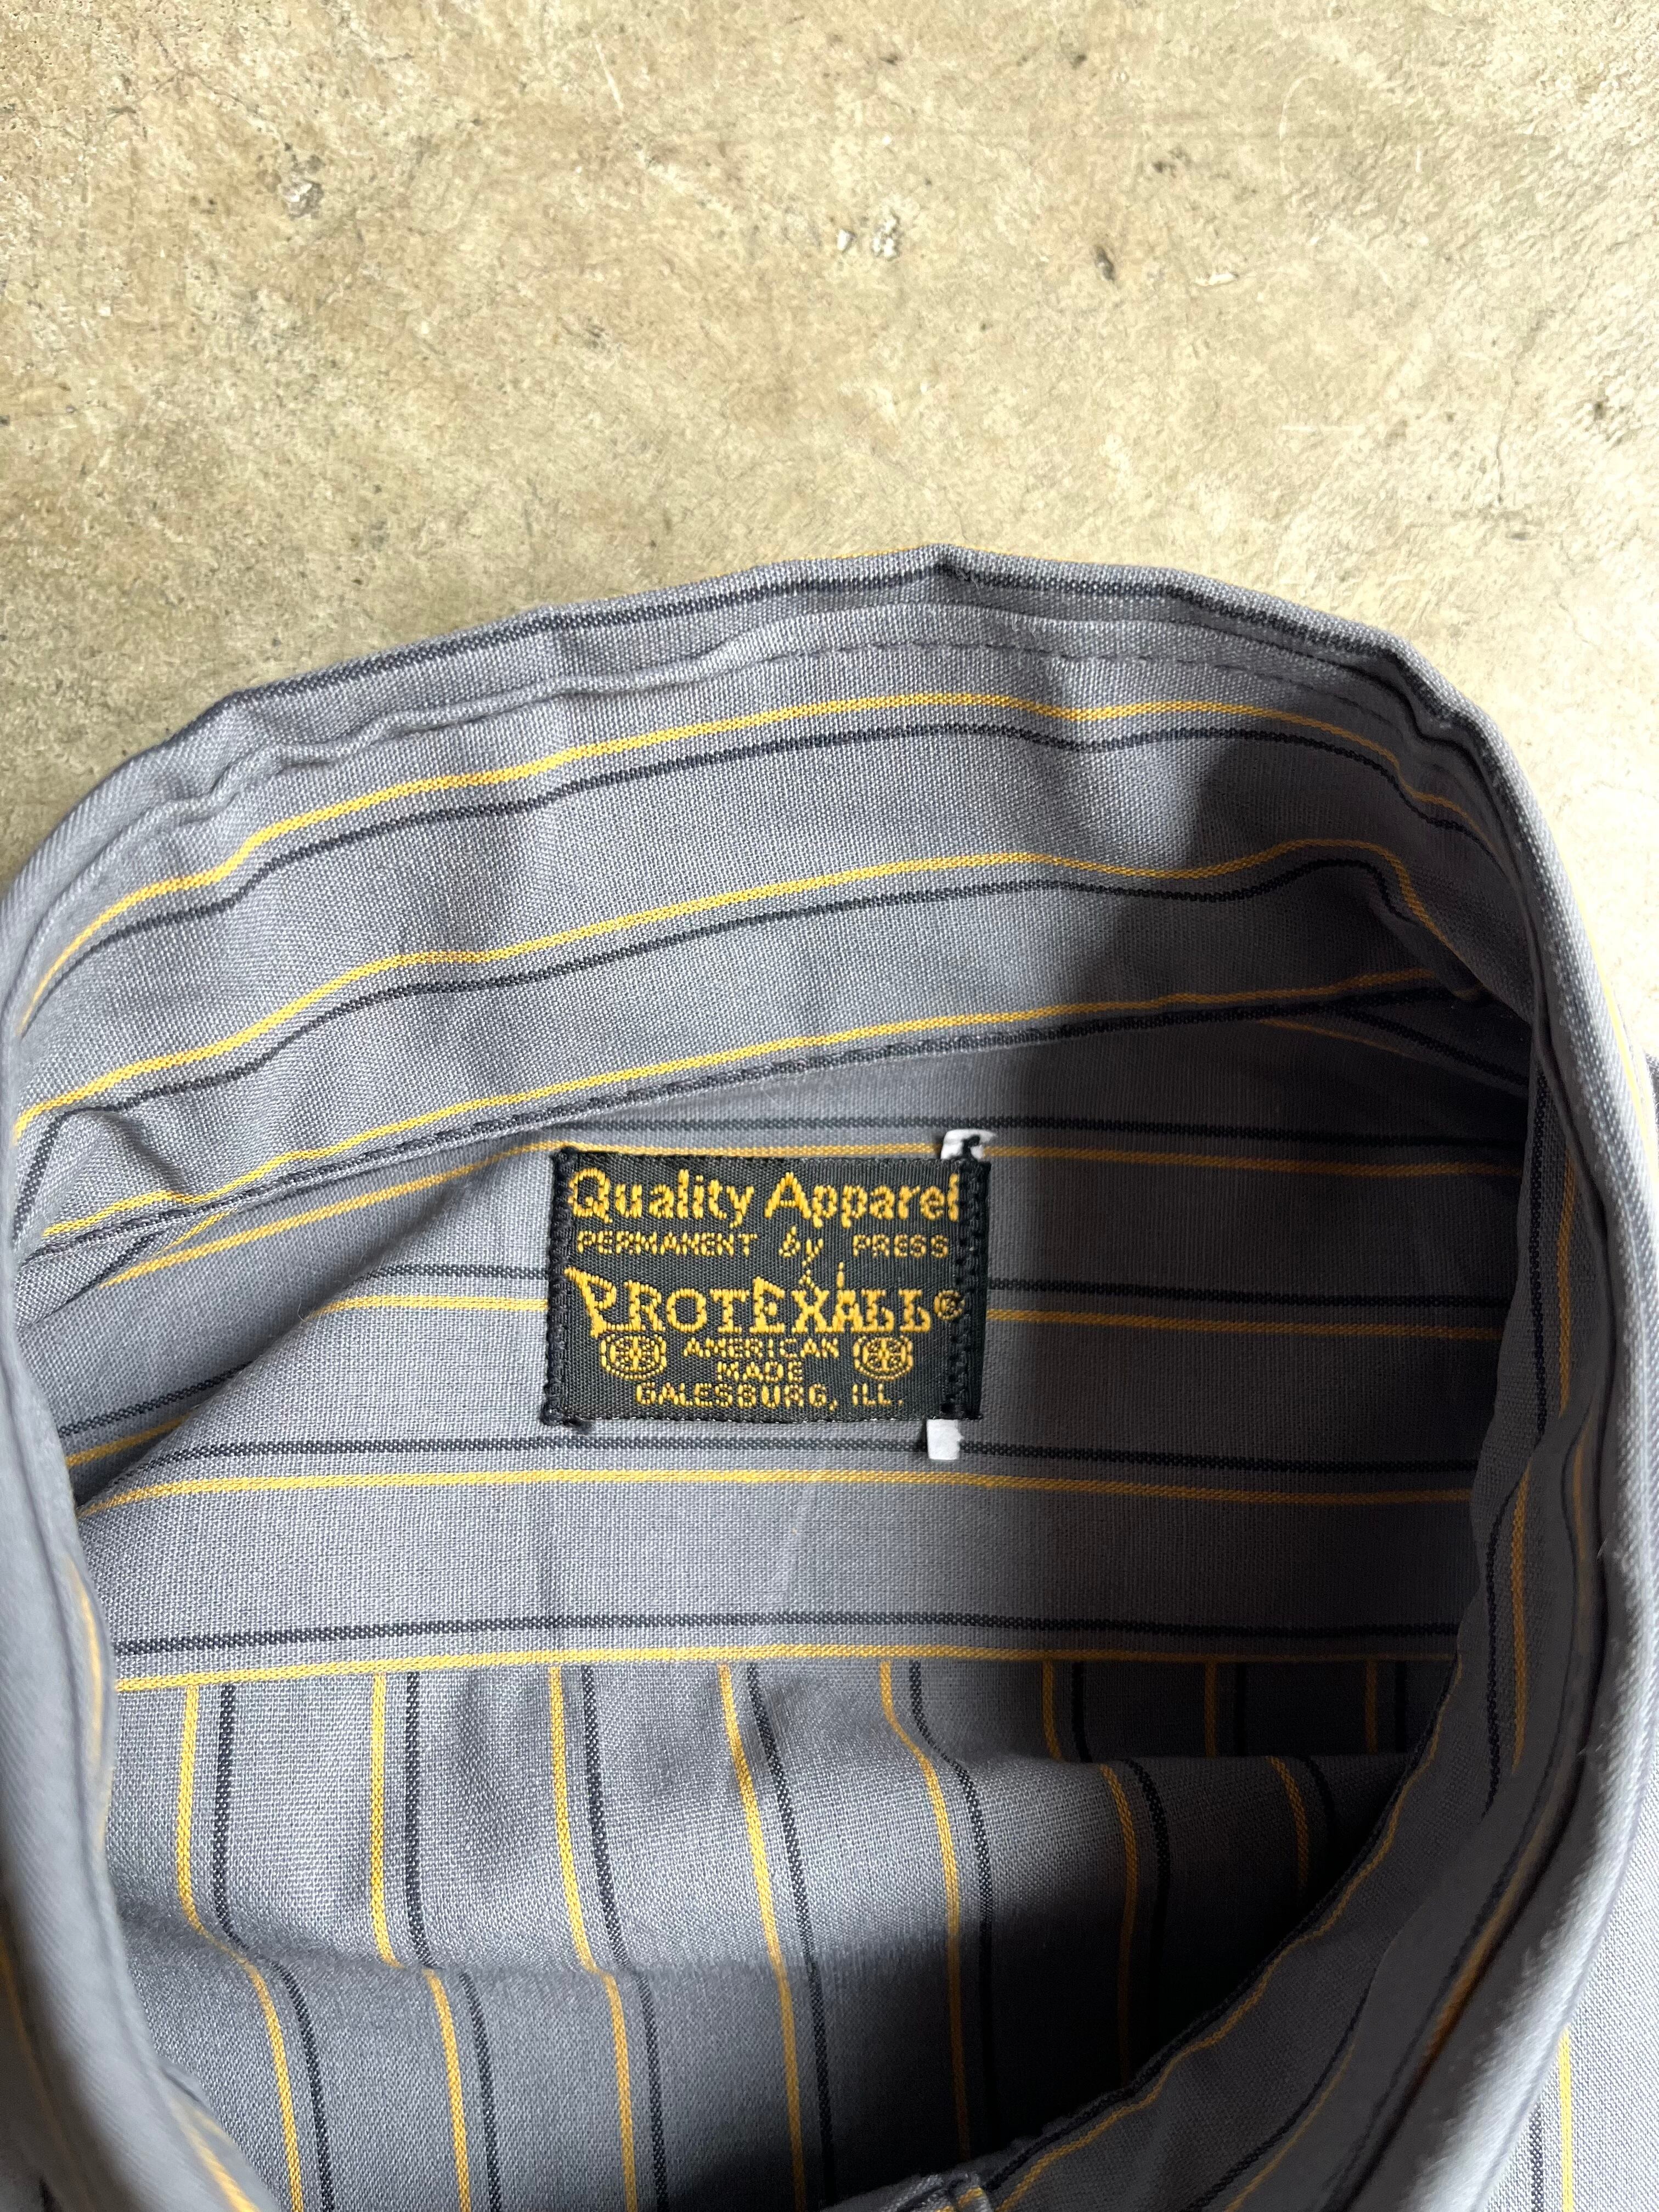 Quality Apparel
PERMANENT by PRESS
PROTEXALL®
AMERICAN
MADE
GALESBURG, ILL.